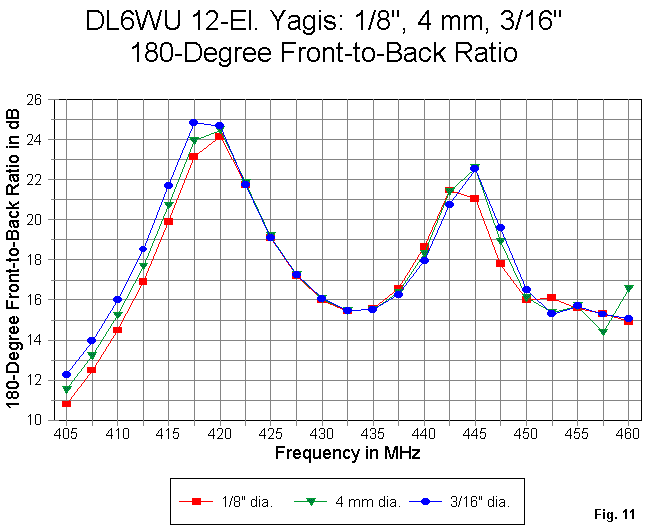 DL6WU 12-El. Yagis: 1/8", 4 mm, 3/16"
180-Degree Front-to-Back Ratio
180-Degree Front-to-Back Ratio in dB
26
24
22
20
18
16
14
12
10
405 410 415 420 425 430 435 440 445 450 455 460
Frequency in MHz
1/8" dia. 4 mm dia. 3/16" dia.
Fig. 11